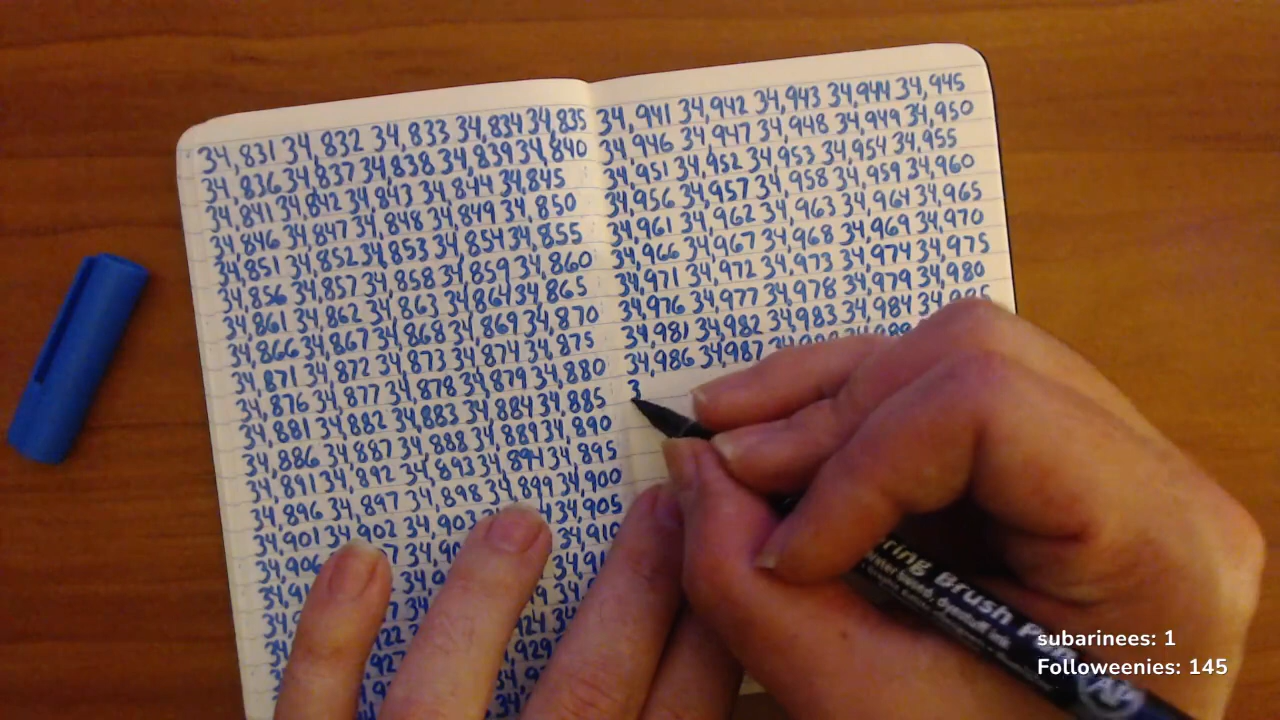 34,831 34,832 34,833 34,834 34,835
34,836 34,837 34,838 34,839 34,840
34,841 34,842 34,843 34,844 34,845
34,846 34,847 34,848 34,849 34,850
34,851 34,852 34,853 34,854 34,855
34,856 34,857 34,858 34,859 34,860
34,861 34,862 34,863 34,864 34,865
34,866 34,867 34,868 34,869 34,870
34,871 34,872 34,873 34,874 34,875
34,876 34,877 34,878 34,879 34,880
34,881 34,882 34,883 34,884 34,885
34,886 34,887 34,888 34,889 34,890
34,891 34,892 34,893 34,894 34,895
34,896 34,897 34,898 34,899 34,900
34,901 34,902 34,903 34,905
34,906 34,910
34,941 34,942 34,943 34,944 34,945
34,946 34,947 34,948 34,949 34,950
34,951 34,952 34,953 34,954 34,955
34,956 34,957 34,958 34,959 34,960
34,961 34,962 34,963 34,964 34,965
34,966 34,967 34,968 34,969 34,970
34,971 34,972 34,973 34,974 34,975
34,976 34,977 34,978 34,979 34,980
34,981 34,982 34,983 34,984 34,985
34,986 34,987
3
Brush
subarinees: 1
Followeenies: 145